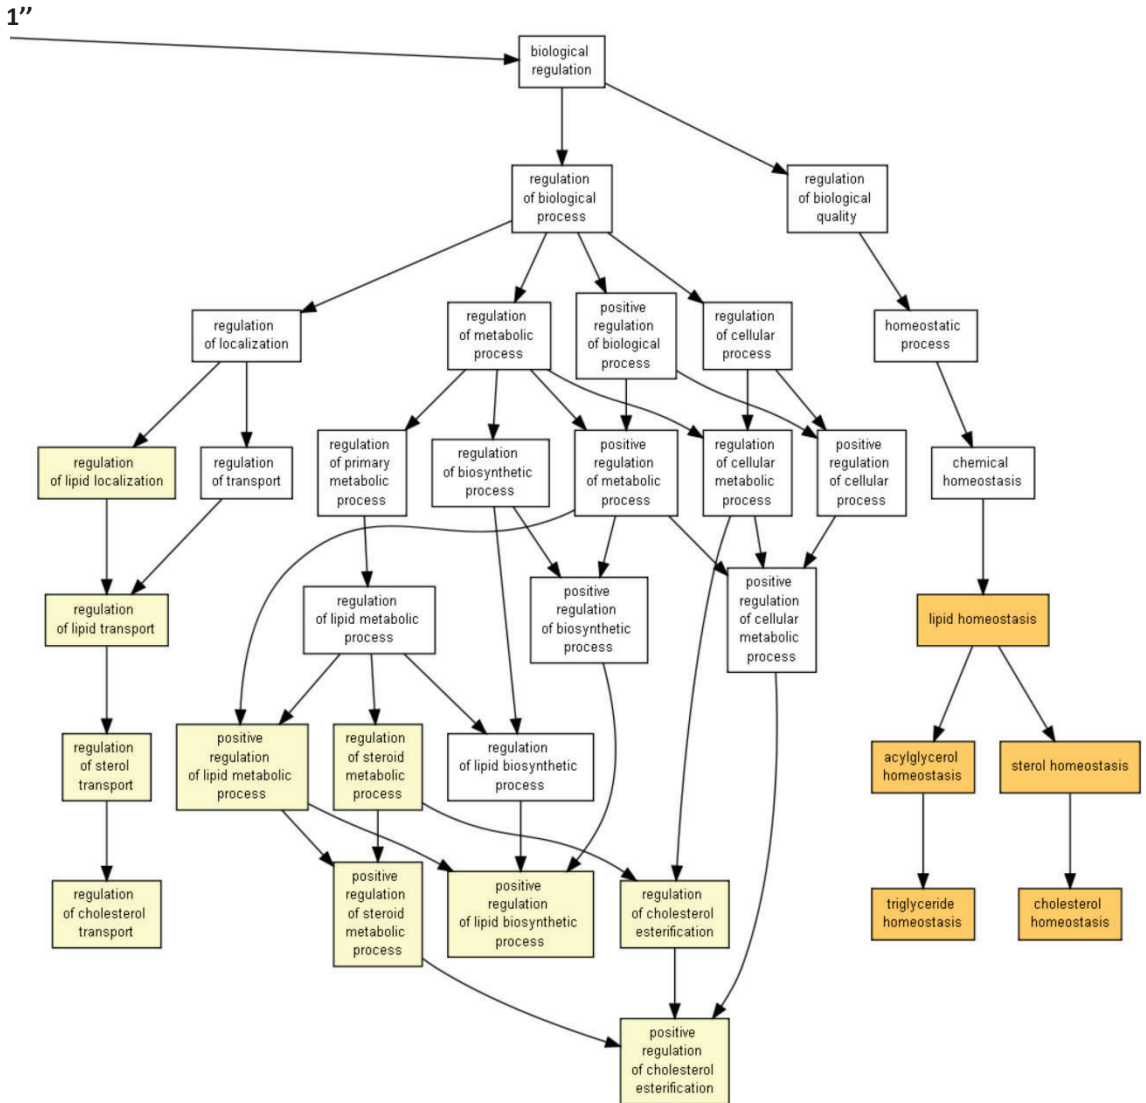 1’’
biological
regulation
regulation
of biological
process
regulation
of biological
quality
regulation
of localization
regulation
of metabolic
process
positive
regulation
of biological
process
regulation
of cellular
process
homeostatic
process
regulation
of lipid localization
regulation
of transport
regulation
of primary
metabolic
process
regulation
of biosynthetic
process
positive
regulation
of metabolic
process
regulation
of cellular
metabolic
process
positive
regulation
of cellular
process
chemical
homeostasis
regulation
of lipid transport
regulation
of lipid metabolic
process
positive
regulation
of biosynthetic
process
positive
regulation
of cellular
metabolic
process
lipid homeostasis
regulation
of sterol
transport
positive
regulation
of lipid metabolic
process
regulation
of steroid
metabolic
process
regulation
of lipid biosynthetic
process
acylglycerol
homeostasis
sterol homeostasis
regulation
of cholesterol
transport
positive
regulation
of steroid
metabolic
process
positive
regulation
of lipid biosynthetic
process
regulation
of cholesterol
esterification
triglyceride
homeostasis
cholesterol
homeostasis
positive
regulation
of cholesterol
esterification